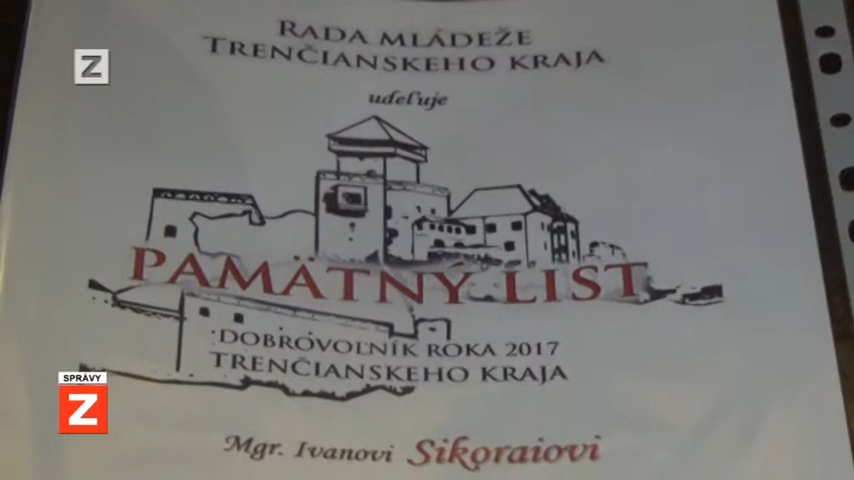 Z
RADA MLÁDEŽE
TRENČIANSKEHO KRAJA
udeľuje
PAMÄTNÝ LIST
DOBROVOĽNÍK ROKA 2017
TRENČIANSKEHO KRAJA
SPRÁVY
Z
Mgr. Ivanovi Sikoraiovi